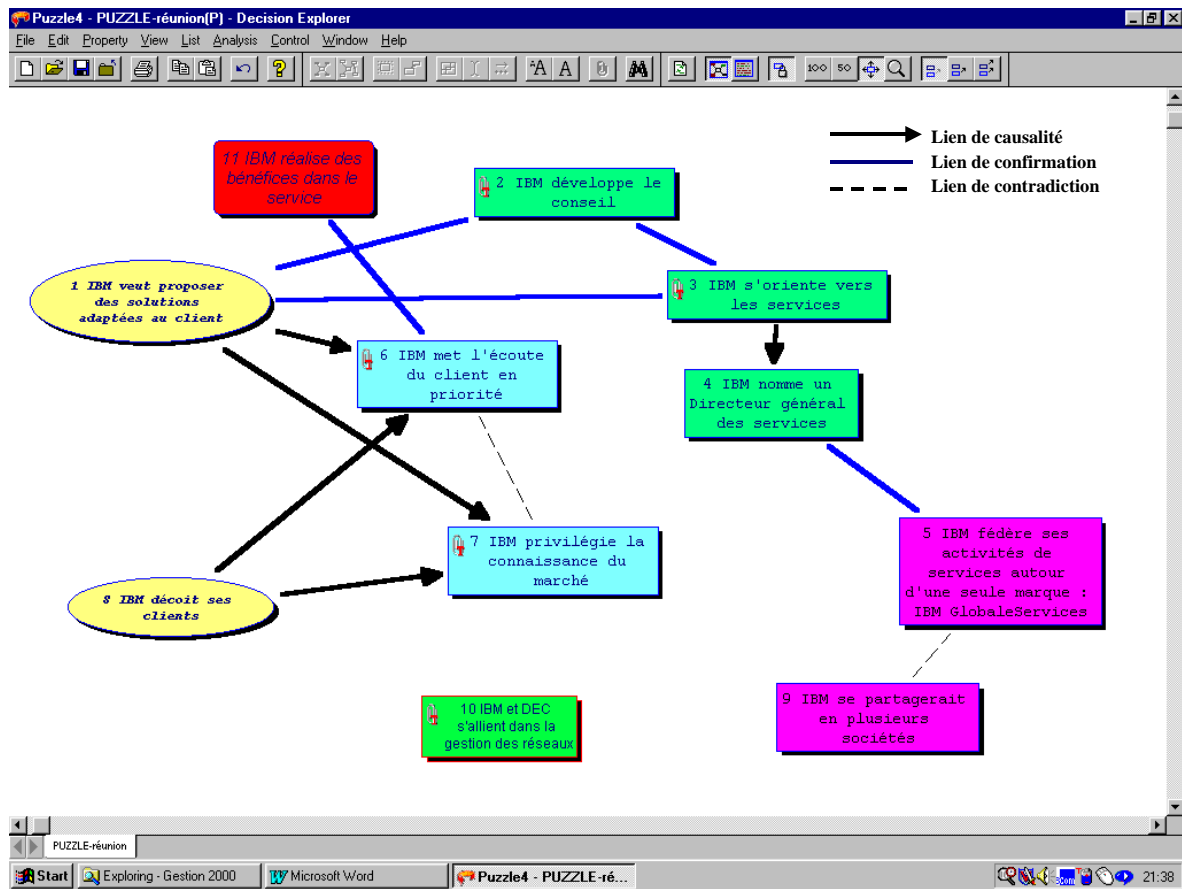 Puzzle4 - PUZZLE-réunion(P) - Decision Explorer
File Edit Property View List Analysis Control Window Help
100 50
Lien de causalité
Lien de confirmation
Lien de contradiction
11 IBM réalise des
bénéfices dans le
service
2 IBM développe le
conseil
1 IBM veut proposer
des solutions
adaptées au client
3 IBM s'oriente vers
les services
6 IBM met l'écoute
du client en
priorité
4 IBM nomme un
Directeur général
des services
7 IBM privilégie la
connaissance du
marché
5 IBM fédère ses
activités de
services autour
d'une seule marque :
IBM GlobaleServices
8 IBM décoit ses
clients
9 IBM se partagerait
en plusieurs
sociétés
10 IBM et DEC
s'allient dans la
gestion des réseaux
PUZZLE-réunion
Start Exploring - Gestion 2000 Microsoft Word Puzzle4 - PUZZLE-ré... 21:38